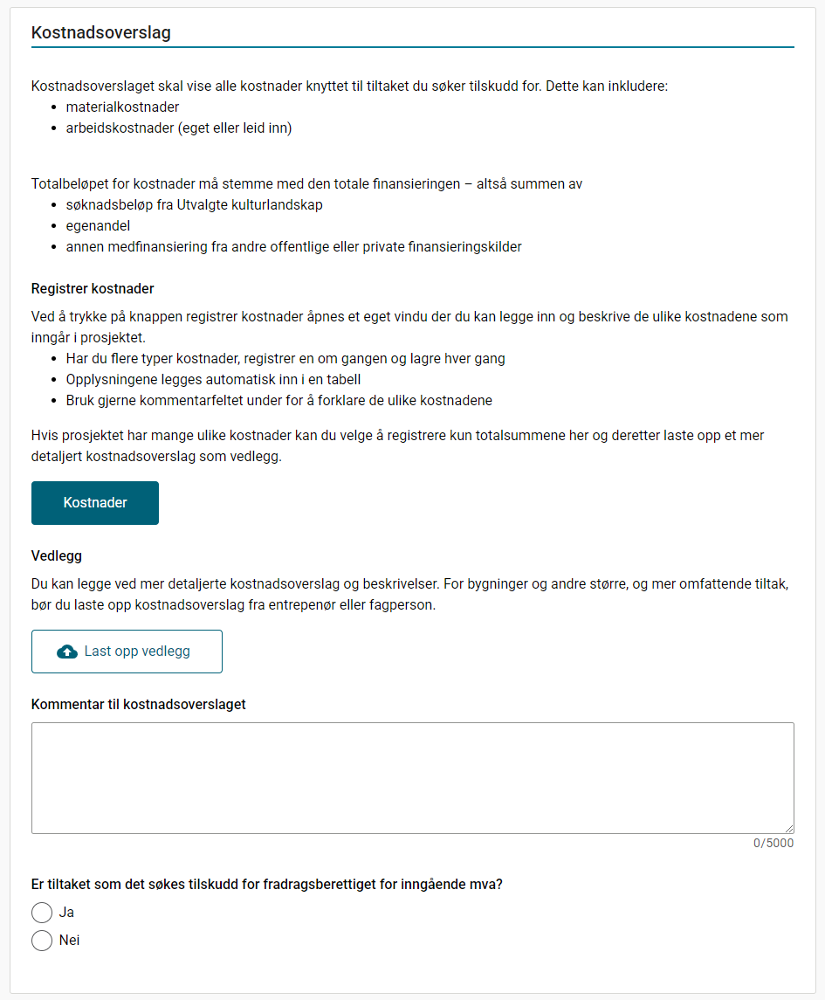 Kostnadsoverslag
Kostnadsoverslaget skal vise alle kostnader knyttet til tiltaket du søker tilskudd for. Dette kan inkludere:
• materialkostnader
• arbeidskostnader (eget eller leid inn)
Totalbeløpet for kostnader må stemme med den totale finansieringen – altså summen av
• søknadsbeløp fra Utvalgte kulturlandskap
• egenandel
• annen medfinansiering fra andre offentlige eller private finansieringskilder
Registrer kostnader
Ved å trykke på knappen registrer kostnader åpnes et eget vindu der du kan legge inn og beskrive de ulike kostnadene som
inngår i prosjektet.
• Har du flere typer kostnader, registrer en om gangen og lagre hver gang
• Opplysningene legges automatisk inn i en tabell
• Bruk gjerne kommentarfeltet under for å forklare de ulike kostnadene
Hvis prosjektet har mange ulike kostnader kan du velge å registrere kun totalsummene her og deretter laste opp et mer
detaljert kostnadsoverslag som vedlegg.
Kostnader
Vedlegg
Du kan legge ved mer detaljerte kostnadsoverslag og beskrivelser. For bygninger og andre større, og mer omfattende tiltak,
bør du laste opp kostnadsoverslag fra entrepenør eller fagperson.
Last opp vedlegg
Kommentar til kostnadsoverslaget
0/5000
Er tiltaket som det søkes tilskudd for fradragsberettiget for inngående mva?
Ja
Nei